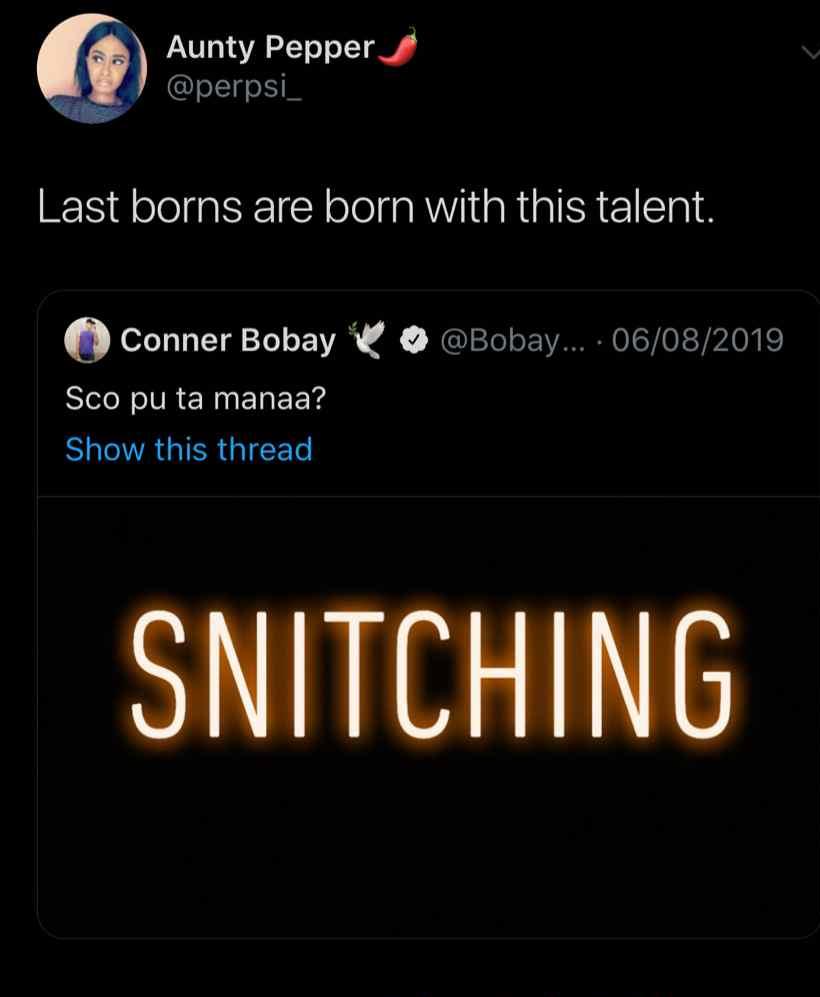 Aunty Pepper🌶️
@perpsi_
Last borns are born with this talent.
Conner Bobay 🕊️ @Bobay... · 06/08/2019
Sco pu ta manaa?
Show this thread
SNITCHING